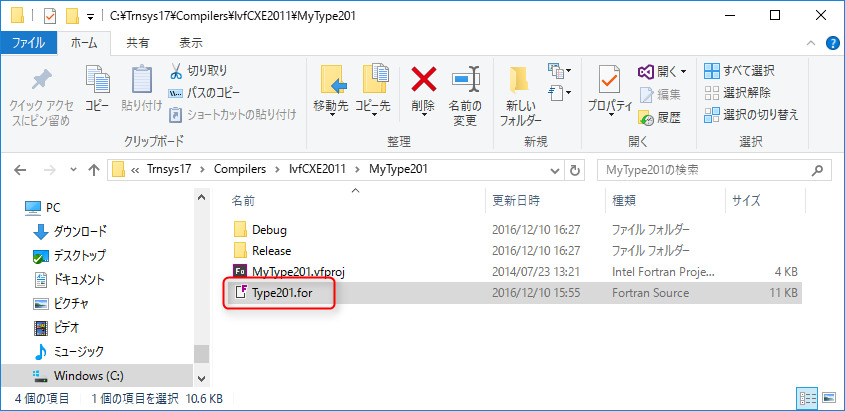 C:¥Trnsys17¥Compilers¥IvfCXE2011¥MyType201
ファイル ホーム 共有 表示
クイック アクセスにピン留め
コピー
貼り付け
切り取り
パスのコピー
ショートカットの貼り付け
クリップボード
移動先
コピー先
削除
名前の変更
整理
新しいフォルダー
新規
プロパティ
開く
編集
履歴
開く
すべて選択
選択解除
選択の切り替え
選択
« Trnsys17 > Compilers > IvfCXE2011 > MyType201
MyType201の検索
PC
ダウンロード
デスクトップ
ドキュメント
ピクチャ
ビデオ
ミュージック
Windows (C:)
名前 更新日時 種類 サイズ
Debug 2016/12/10 16:27 ファイル フォルダー
Release 2016/12/10 16:27 ファイル フォルダー
MyType201.vfproj 2014/07/23 13:21 Intel Fortran Proje... 4 KB
Type201.for 2016/12/10 15:55 Fortran Source 11 KB
4 個の項目 1 個の項目を選択 10.6 KB